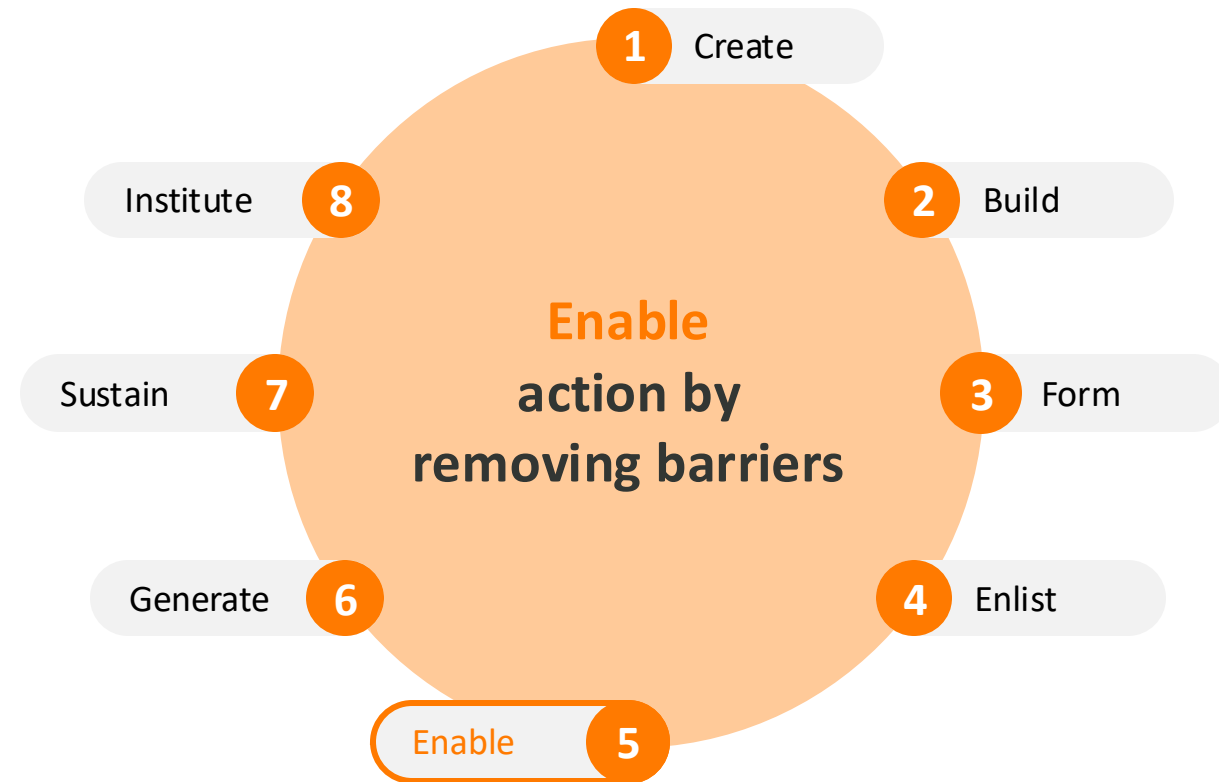 1 Create
2 Build
3 Form
4 Enlist
Enable 5
Generate 6
Sustain 7
Institute 8
Enable
action by
removing barriers